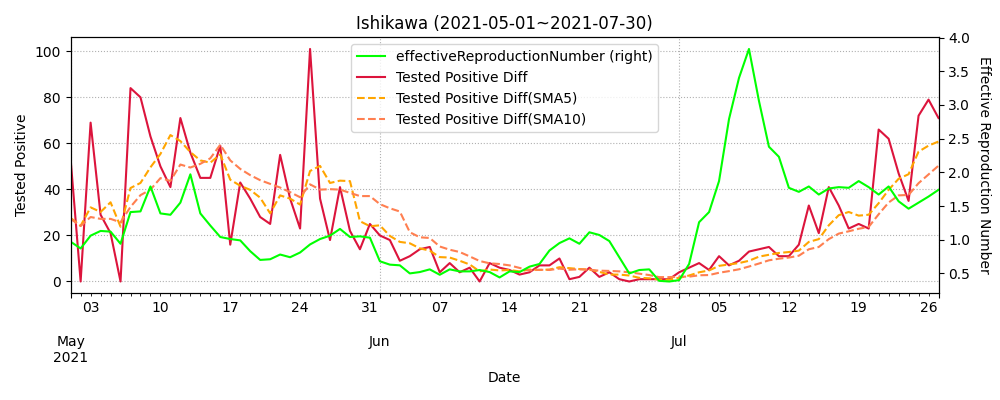 Ishikawa (2021-05-01~2021-07-30)
effectiveReproductionNumber (right)
Tested Positive Diff
Tested Positive Diff(SMA5)
Tested Positive Diff(SMA10)
Tested Positive
100
80
60
40
20
0
4.0
3.5
3.0
2.5
2.0
1.5
1.0
0.5
Effective Reproduction Number
03 10 17 24 31 07 14 21 28 05 12 19 26
May Jun Jul
2021
Date